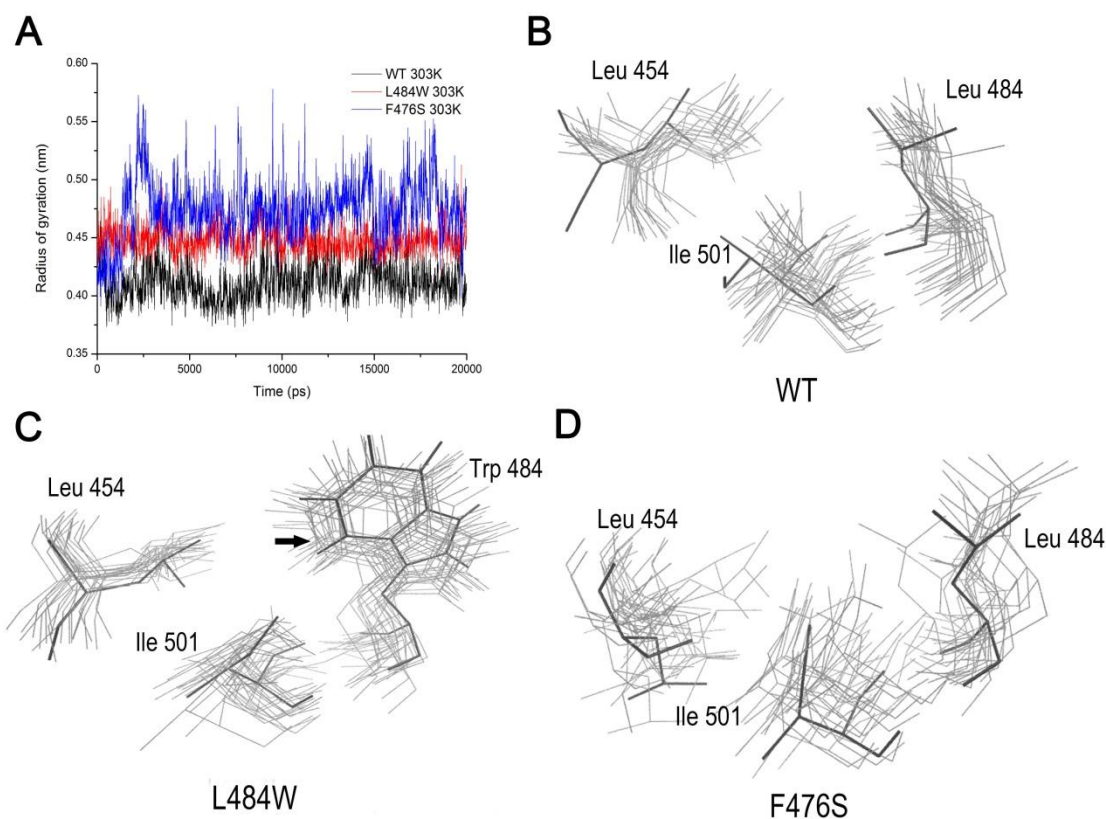 A
0.60
0.55
0.50
0.45
0.40
0.35
Radius of gyration (nm)
WT 303K
L484W 303K
F476S 303K
0 5000 10000 15000 20000
Time (ps)
B
Leu 454
Leu 484
Ile 501
WT
C
Leu 454
Trp 484
Ile 501
L484W
D
Leu 454
Leu 484
Ile 501
F476S